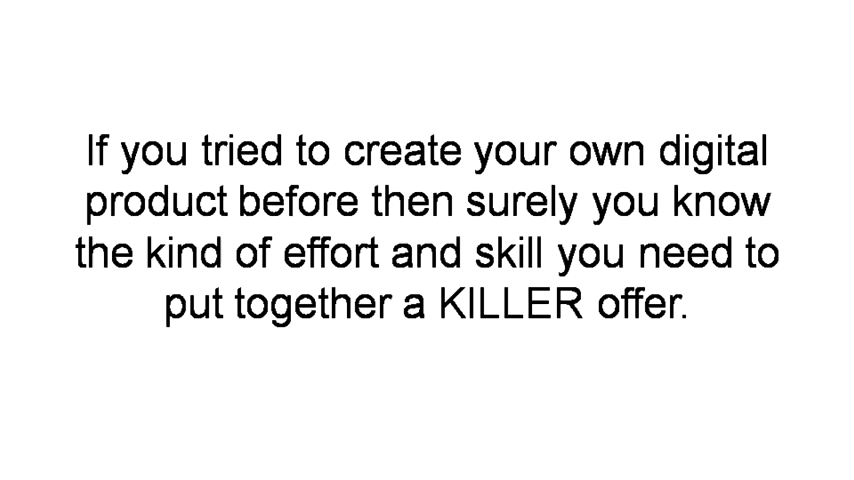 If you tried to create your own digital
product before then surely you know
the kind of effort and skill you need to
put together a KILLER offer.